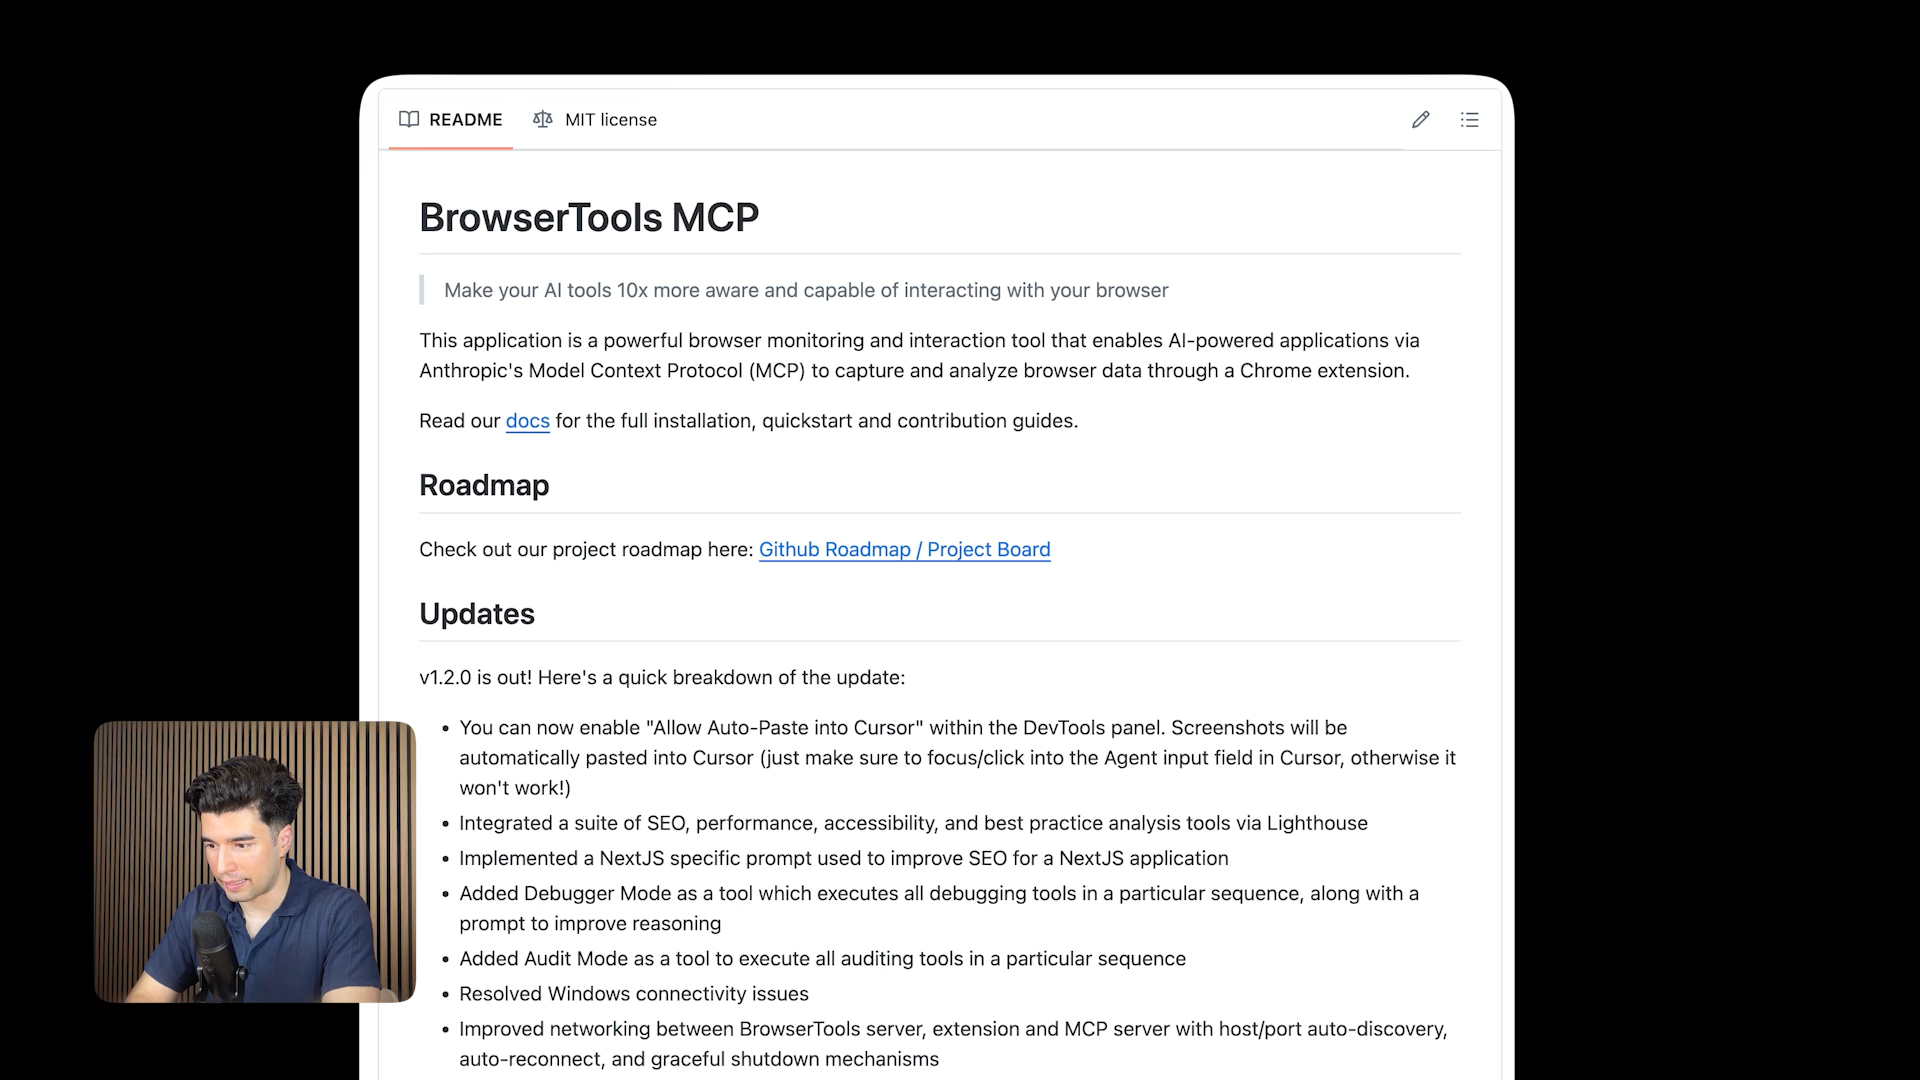 README
MIT license
BrowserTools MCP
Make your AI tools 10x more aware and capable of interacting with your browser
This application is a powerful browser monitoring and interaction tool that enables AI-powered applications via
Anthropic's Model Context Protocol (MCP) to capture and analyze browser data through a Chrome extension.
Read our docs for the full installation, quickstart and contribution guides.
Roadmap
Check out our project roadmap here: Github Roadmap / Project Board
Updates
v1.2.0 is out! Here's a quick breakdown of the update:
• You can now enable "Allow Auto-Paste into Cursor" within the DevTools panel. Screenshots will be
automatically pasted into Cursor (just make sure to focus/click into the Agent input field in Cursor, otherwise it
won't work!)
• Integrated a suite of SEO, performance, accessibility, and best practice analysis tools via Lighthouse
• Implemented a NextJS specific prompt used to improve SEO for a NextJS application
• Added Debugger Mode as a tool which executes all debugging tools in a particular sequence, along with a
prompt to improve reasoning
• Added Audit Mode as a tool to execute all auditing tools in a particular sequence
• Resolved Windows connectivity issues
• Improved networking between BrowserTools server, extension and MCP server with host/port auto-discovery,
auto-reconnect, and graceful shutdown mechanisms